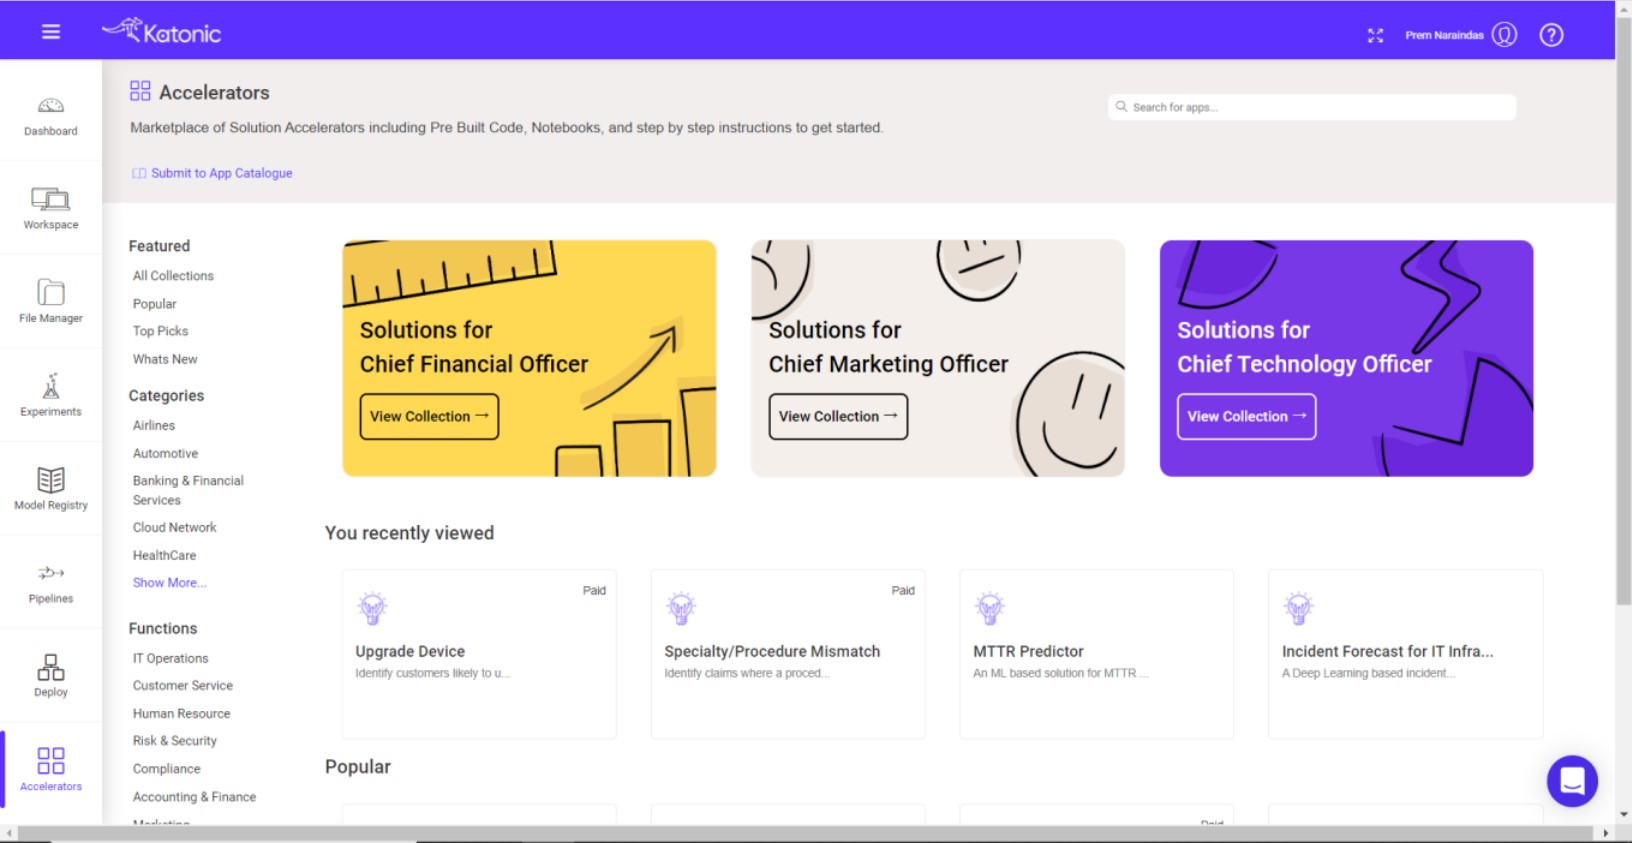 Katonic
Prem Naraindas
?
Dashboard
Workspace
File Manager
Experiments
Model Registry
Pipelines
Deploy
Accelerators
Accelerators
Marketplace of Solution Accelerators including Pre Built Code, Notebooks, and step by step instructions to get started.
Search for apps...
Submit to App Catalogue
Featured
All Collections
Popular
Top Picks
Whats New
Categories
Airlines
Automotive
Banking & Financial
Services
Cloud Network
HealthCare
Show More...
Functions
IT Operations
Customer Service
Human Resource
Risk & Security
Compliance
Accounting & Finance
Marketing
Solutions for
Chief Financial Officer
View Collection →
Solutions for
Chief Marketing Officer
View Collection →
Solutions for
Chief Technology Officer
View Collection →
You recently viewed
Paid
Upgrade Device
Identify customers likely to u...
Paid
Specialty/Procedure Mismatch
Identify claims where a proced...
MTTR Predictor
An ML based solution for MTTR ...
Incident Forecast for IT Infra...
A Deep Learning based incident...
Popular
Paid